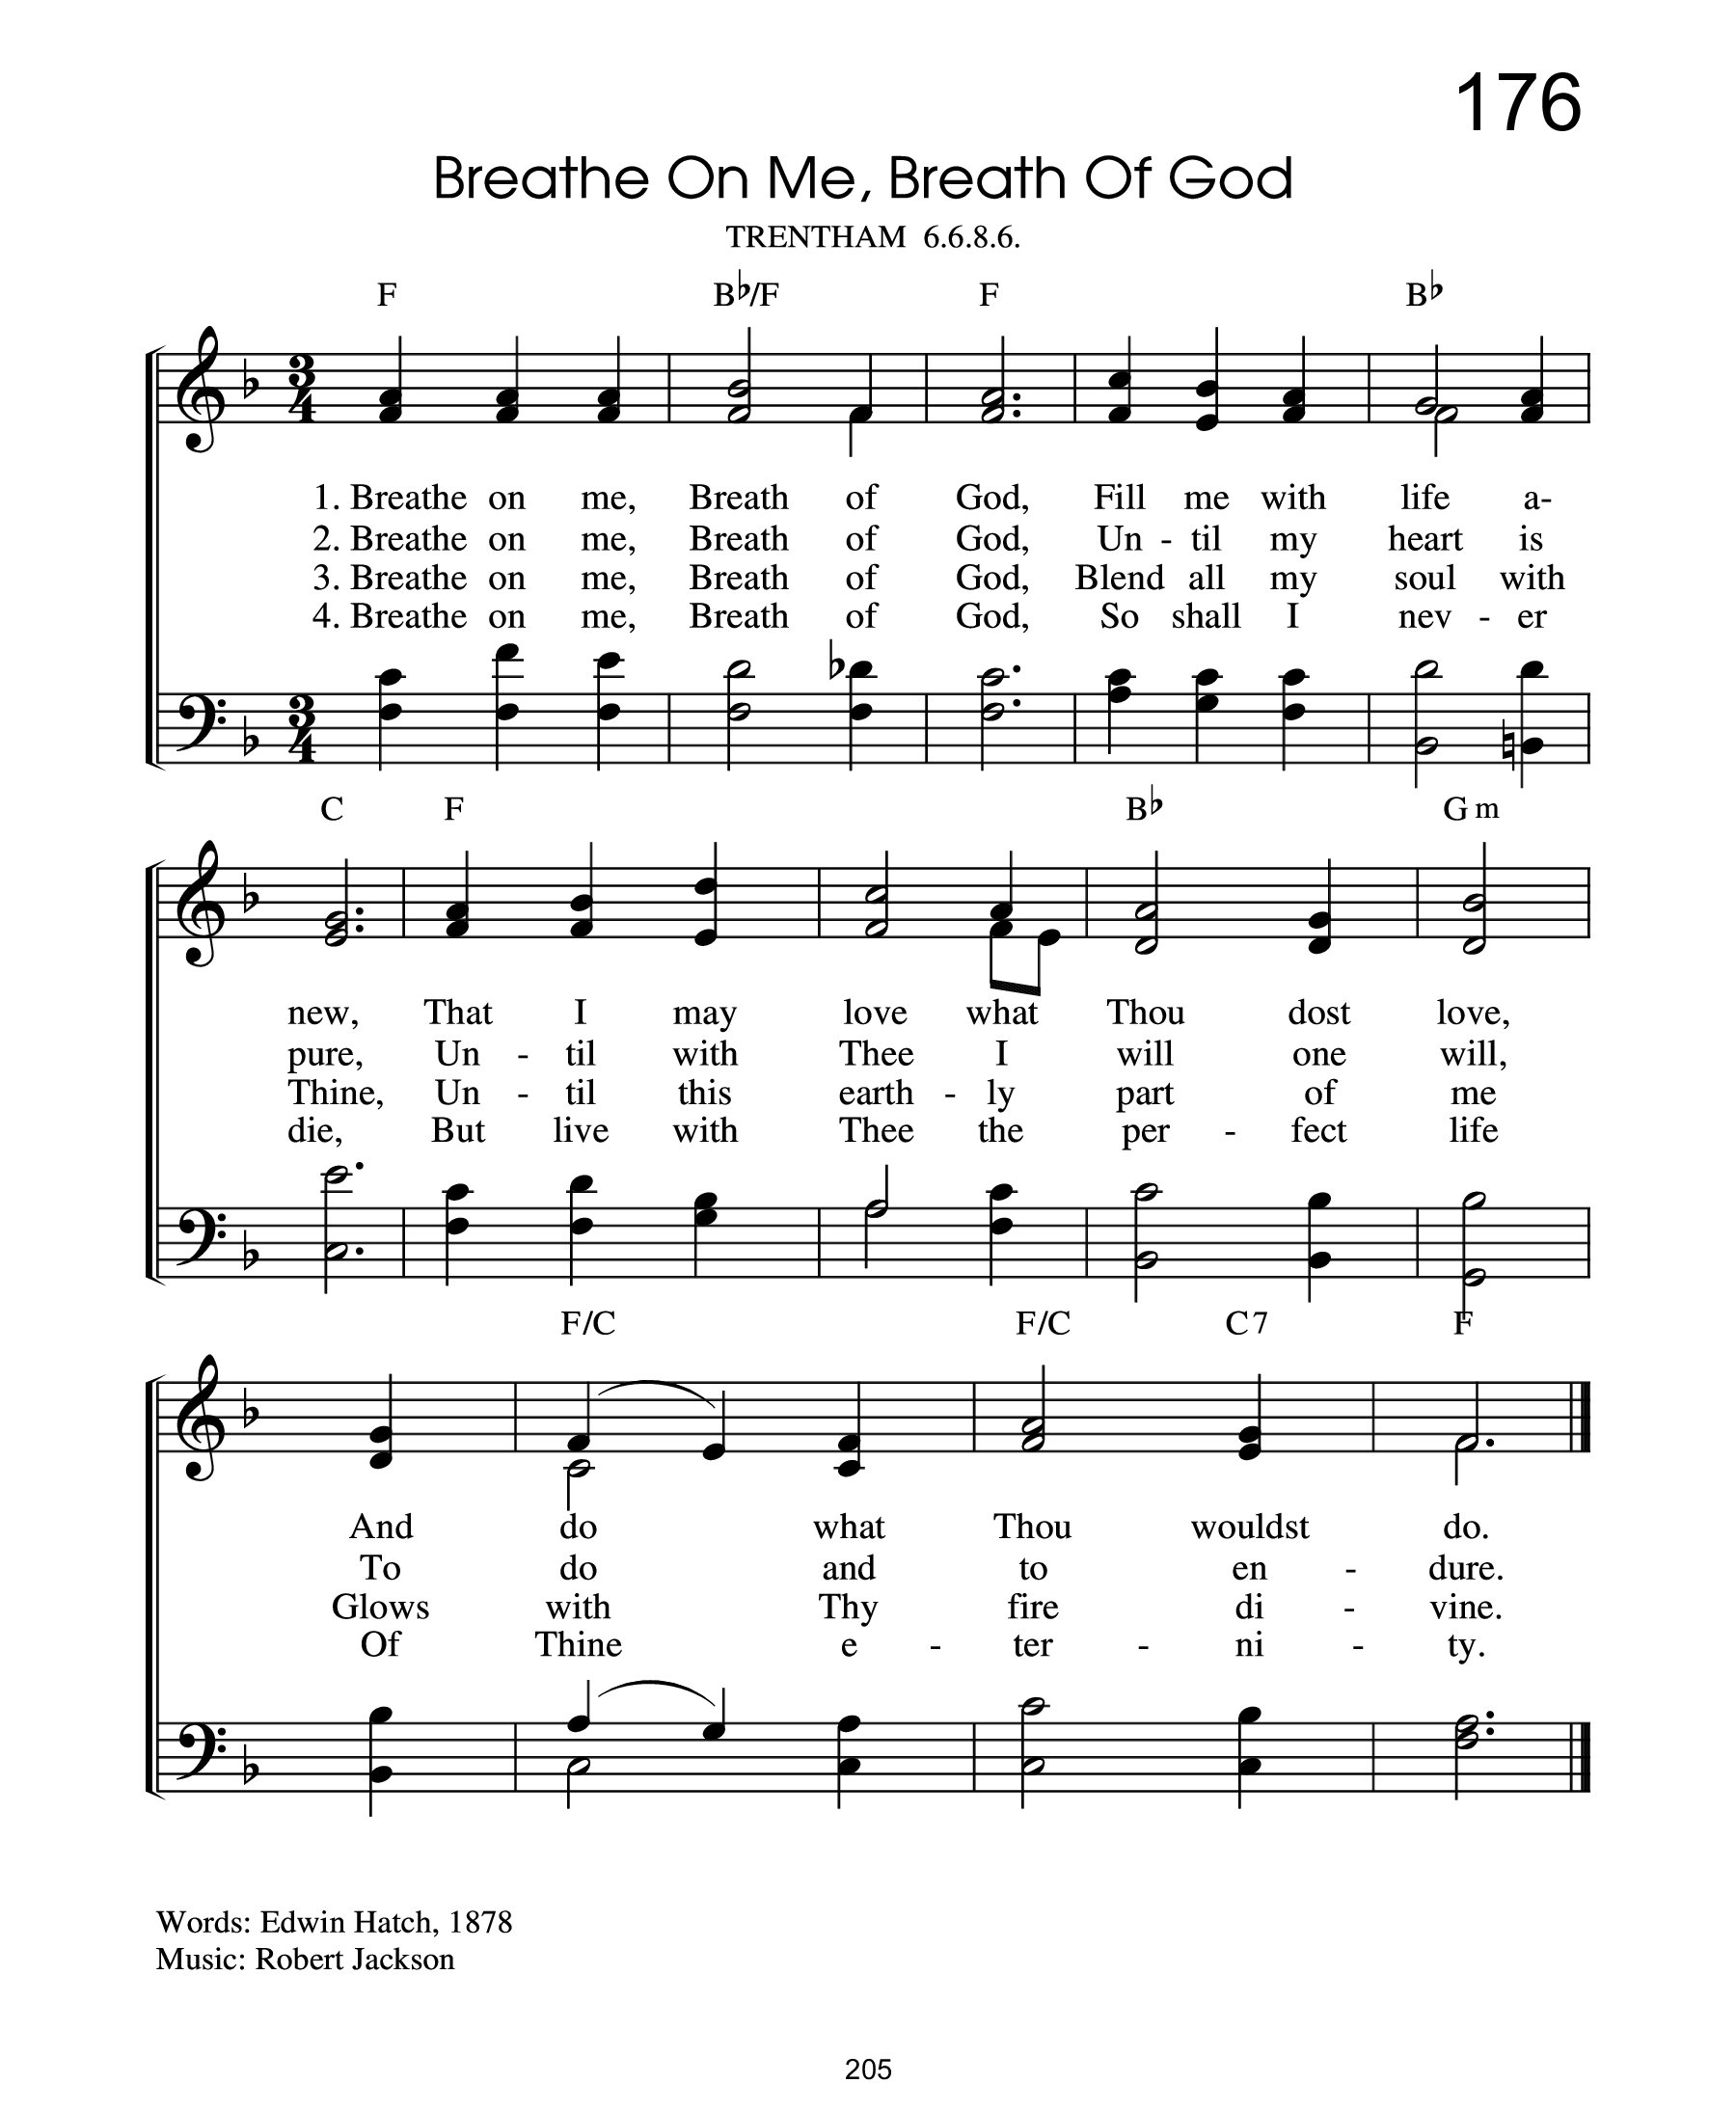 176
Breathe On Me, Breath Of God
TRENTHAM 6.6.8.6.
F B♭/F F B♭
3 4
1. Breathe on me, Breath of God, Fill me with life a-
2. Breathe on me, Breath of God, Un - til my heart is
3. Breathe on me, Breath of God, Blend all my soul with
4. Breathe on me, Breath of God, So shall I nev - er
3 4
C F B♭ G m
new, That I may love what Thou dost love,
pure, Un - til with Thee I will one will,
Thine, Un - til this earth - ly part of me
die, But live with Thee the per - fect life
F/C F/C C7 F
And do what Thou wouldst do.
To do and to en - dure.
Glows with Thy fire di - vine.
Of Thine e - ter - ni - ty.
Words: Edwin Hatch, 1878
Music: Robert Jackson
205